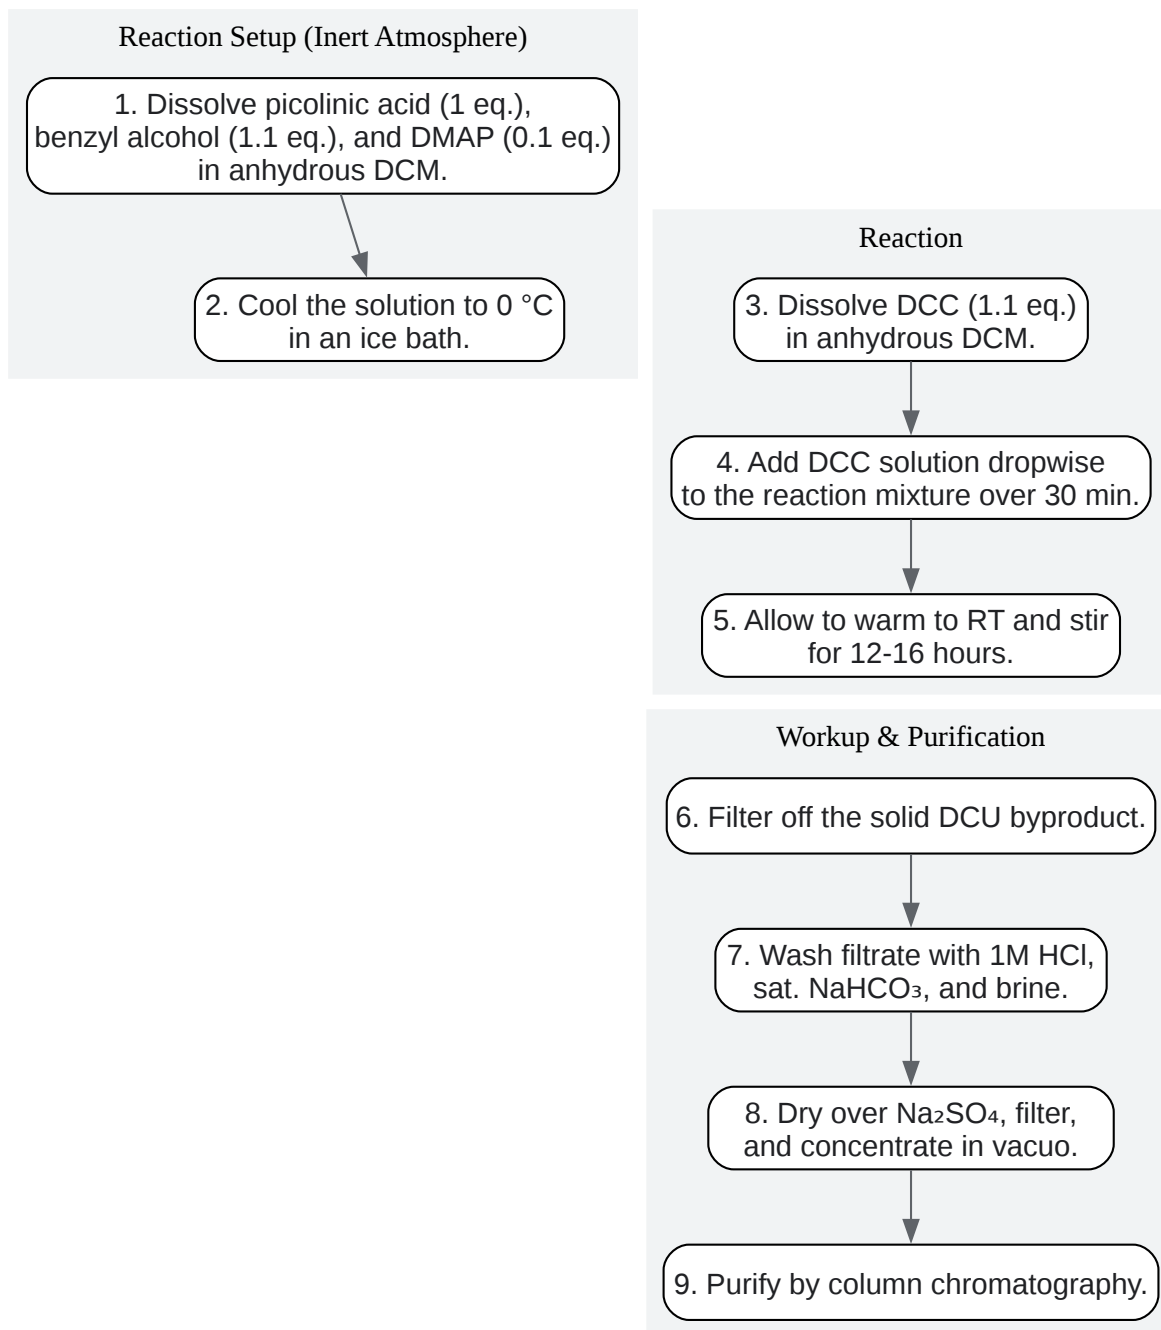 Reaction Setup (Inert Atmosphere)
1. Dissolve picolinic acid (1 eq.),
benzyl alcohol (1.1 eq.), and DMAP (0.1 eq.)
in anhydrous DCM.
2. Cool the solution to 0 °C
in an ice bath.
Reaction
3. Dissolve DCC (1.1 eq.)
in anhydrous DCM.
4. Add DCC solution dropwise
to the reaction mixture over 30 min.
5. Allow to warm to RT and stir
for 12-16 hours.
Workup & Purification
6. Filter off the solid DCU byproduct.
7. Wash filtrate with 1M HCl,
sat. NaHCO₃, and brine.
8. Dry over Na₂SO₄, filter,
and concentrate in vacuo.
9. Purify by column chromatography.